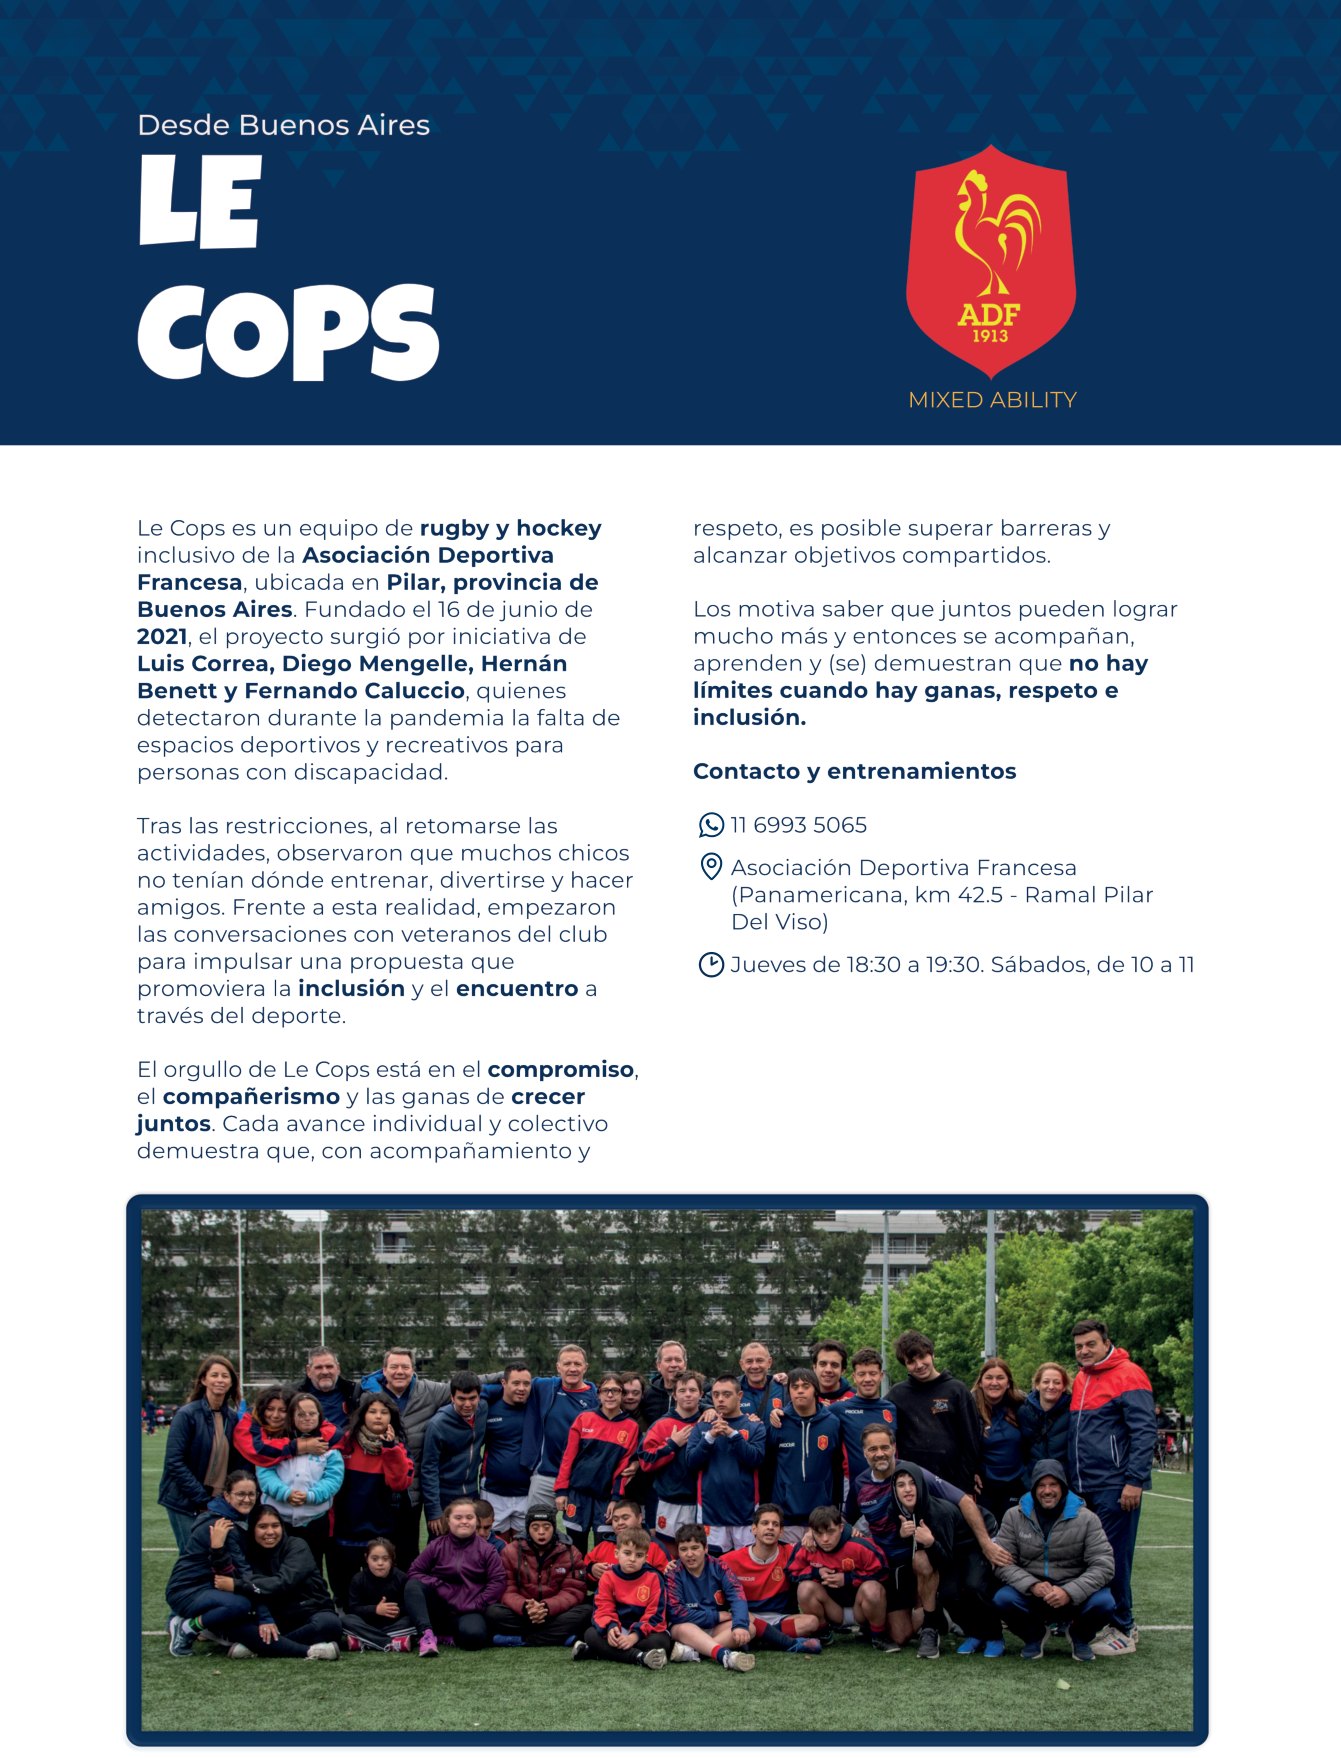 Desde Buenos Aires
LE
COPS
ADF
1913
MIXED ABILITY
Le Cops es un equipo de rugby y hockey
inclusivo de la Asociación Deportiva
Francesa, ubicada en Pilar, provincia de
Buenos Aires. Fundado el 16 de junio de
2021, el proyecto surgió por iniciativa de
Luis Correa, Diego Mengelle, Hernán
Benett y Fernando Caluccio, quienes
detectaron durante la pandemia la falta de
espacios deportivos y recreativos para
personas con discapacidad.
Tras las restricciones, al retomarse las
actividades, observaron que muchos chicos
no tenían dónde entrenar, divertirse y hacer
amigos. Frente a esta realidad, empezaron
las conversaciones con veteranos del club
para impulsar una propuesta que
promoviera la inclusión y el encuentro a
través del deporte.
El orgullo de Le Cops está en el compromiso,
el compañerismo y las ganas de crecer
juntos. Cada avance individual y colectivo
demuestra que, con acompañamiento y
respeto, es posible superar barreras y
alcanzar objetivos compartidos.
Los motiva saber que juntos pueden lograr
mucho más y entonces se acompañan,
aprenden y (se) demuestran que no hay
límites cuando hay ganas, respeto e
inclusión.
Contacto y entrenamientos
11 6993 5065
Asociación Deportiva Francesa
(Panamericana, km 42.5 - Ramal Pilar
Del Viso)
Jueves de 18:30 a 19:30. Sábados, de 10 a 11